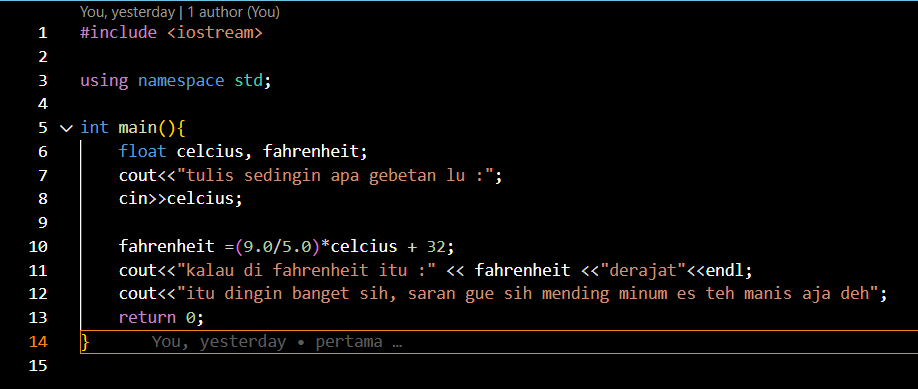 You, yesterday | 1 author (You)
1 #include <iostream>
2
3 using namespace std;
4
5 int main(){
6     float celcius, fahrenheit;
7     cout<<"tulis sedingin apa gebetan lu :";
8     cin>>celcius;
9
10     fahrenheit =(9.0/5.0)*celcius + 32;
11     cout<<"kalau di fahrenheit itu :" << fahrenheit <<"derajat"<<endl;
12     cout<<"itu dingin banget sih, saran gue sih mending minum es teh manis aja deh";
13     return 0;
14 }     You, yesterday • pertama …
15